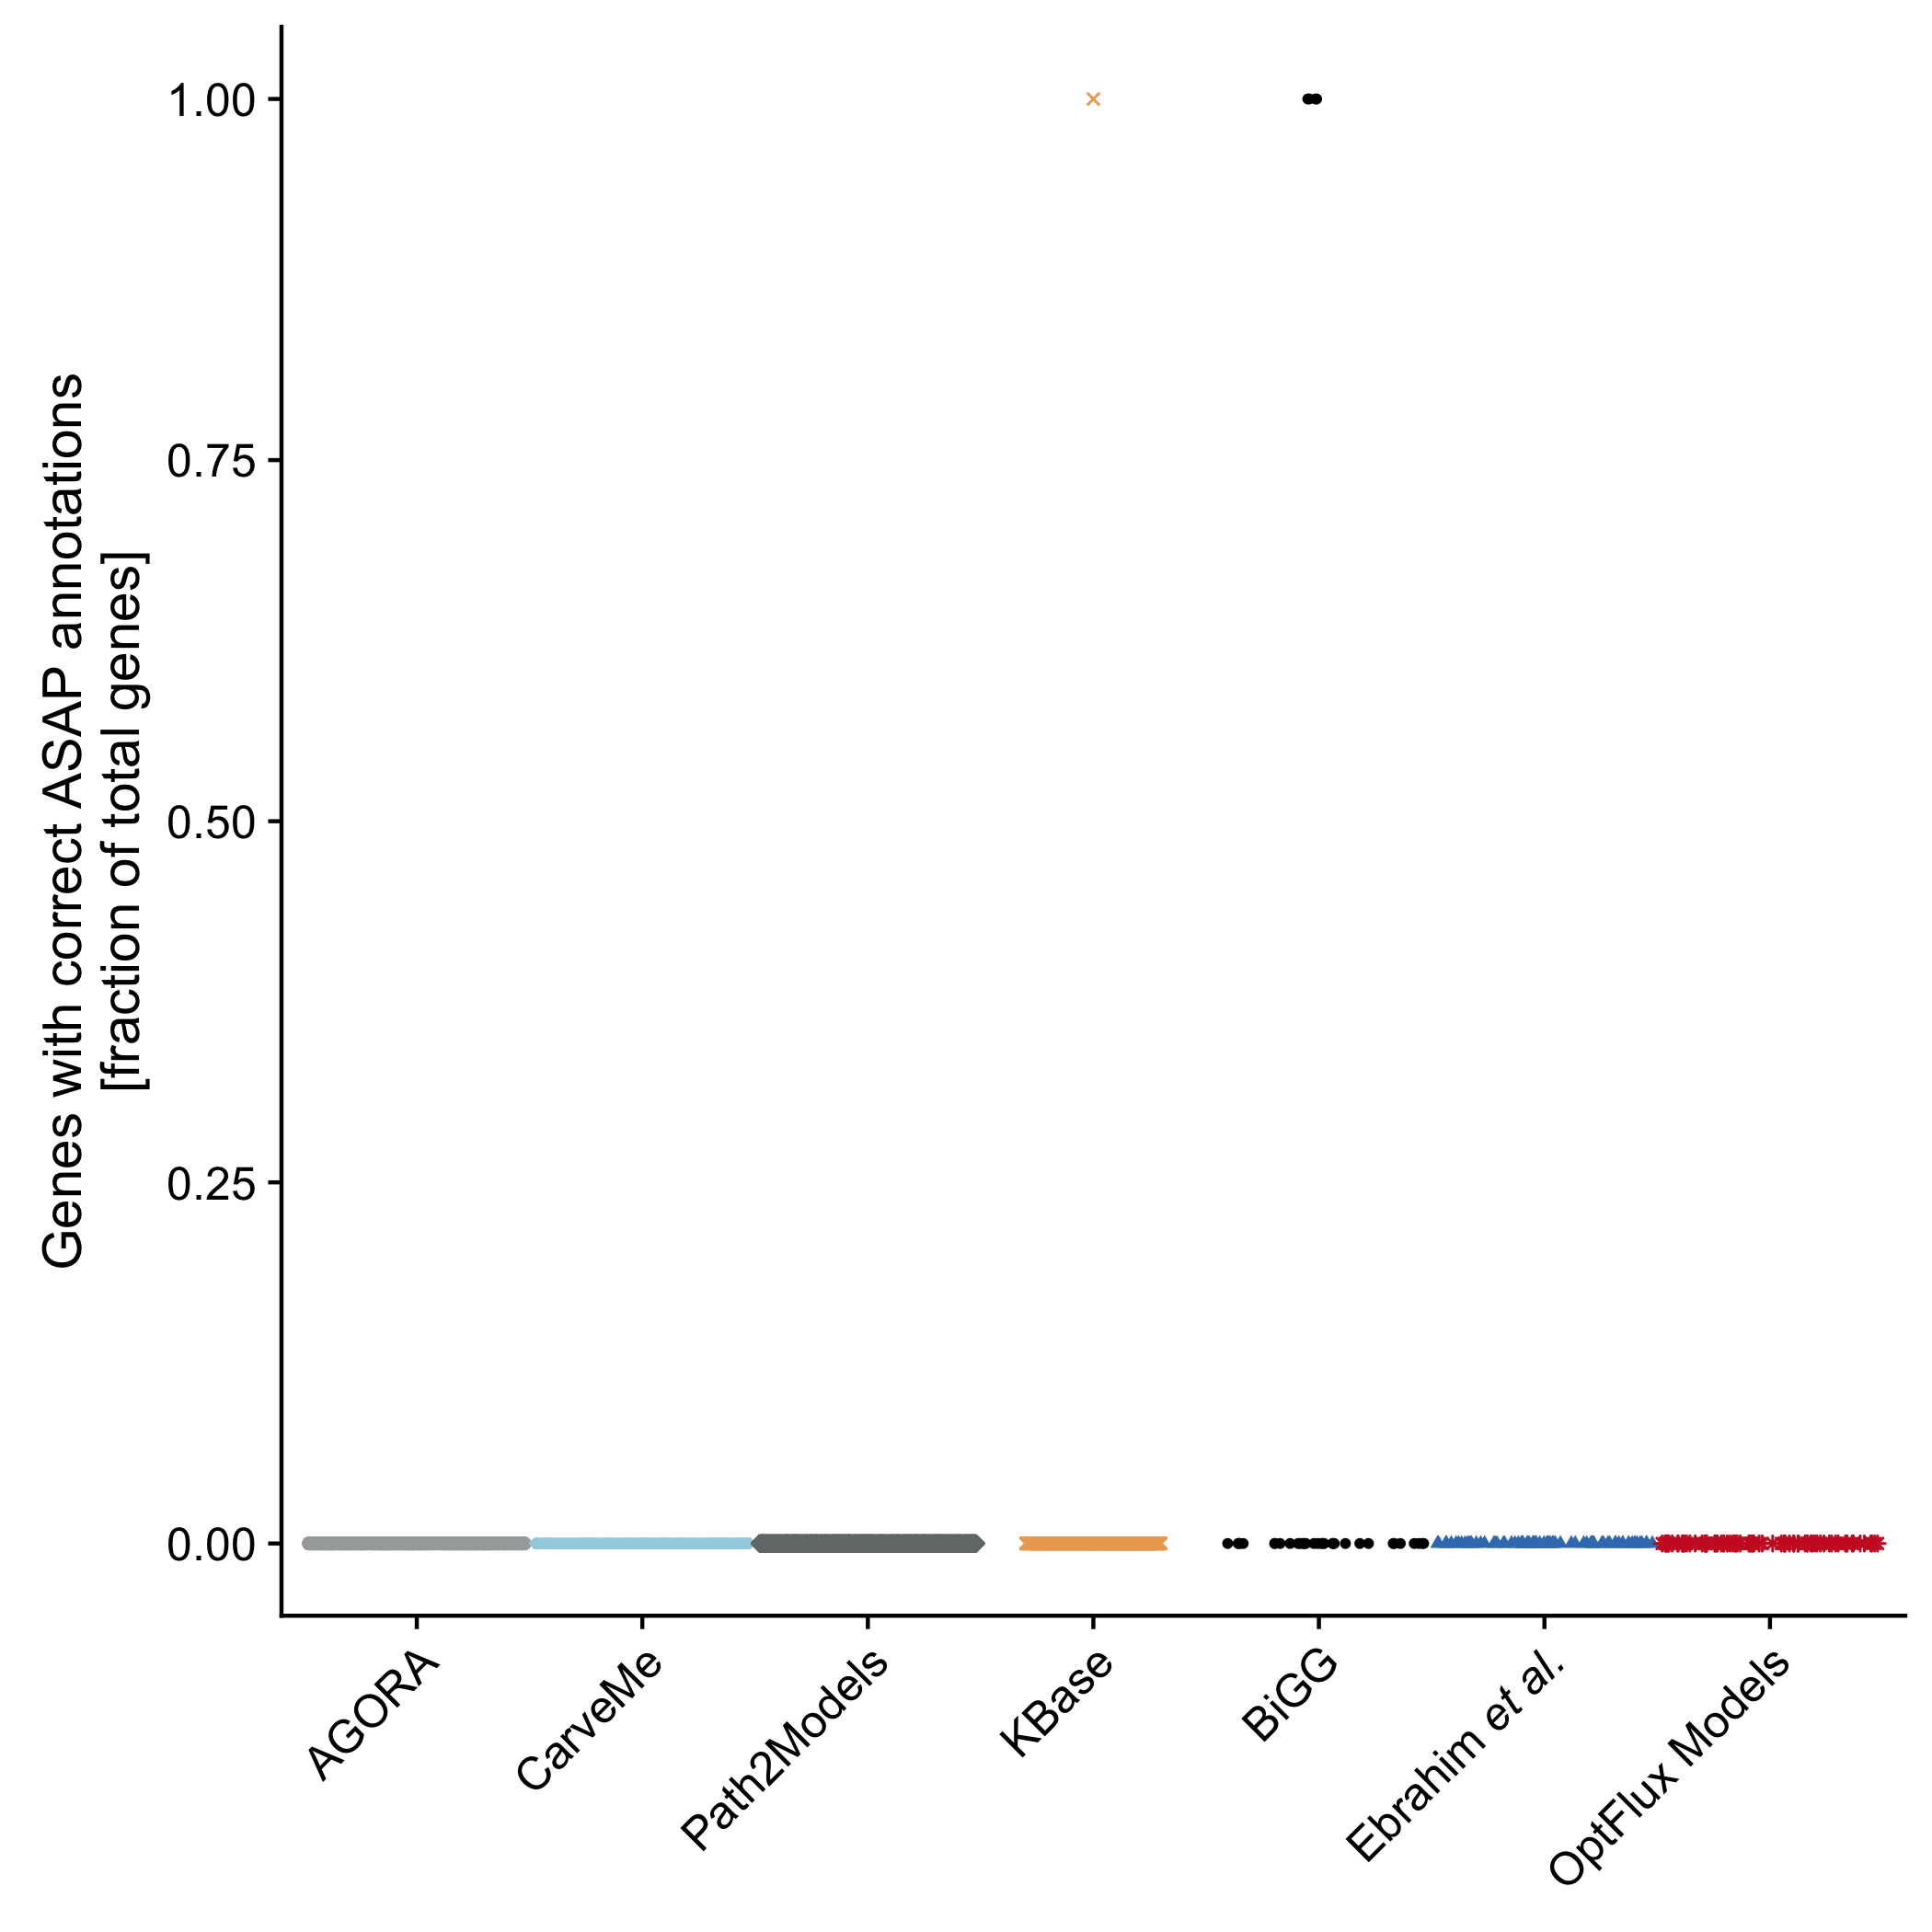 Genes with correct ASAP annotations
[fraction of total genes]
1.00
0.75
0.50
0.25
0.00
AGORA
CarveMe
Path2Models
KBase
BiGG
Ebrahim et al.
OptFlux Models